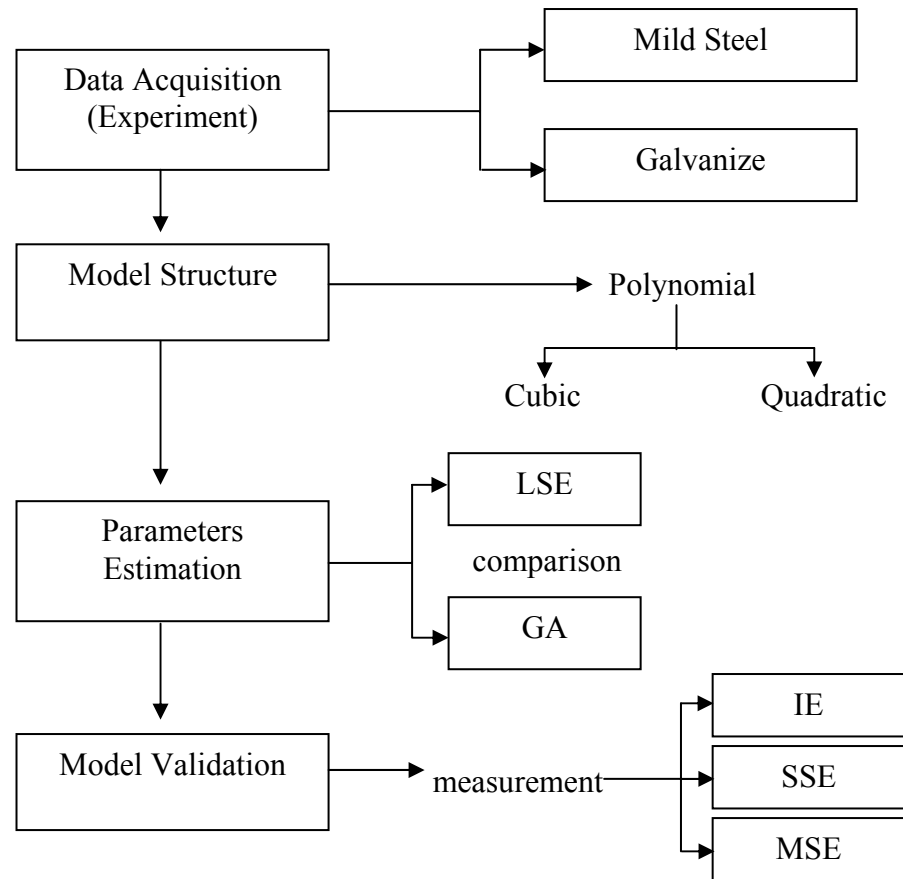 Mild Steel
Data Acquisition
(Experiment)
Galvanize
Model Structure
Polynomial
Cubic
Quadratic
LSE
Parameters
Estimation
comparison
GA
IE
Model Validation
measurement
SSE
MSE